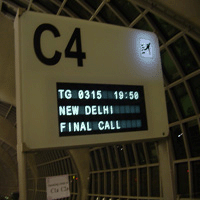 C4
TG 0315 19:50
NEW DELHI
FINAL CALL